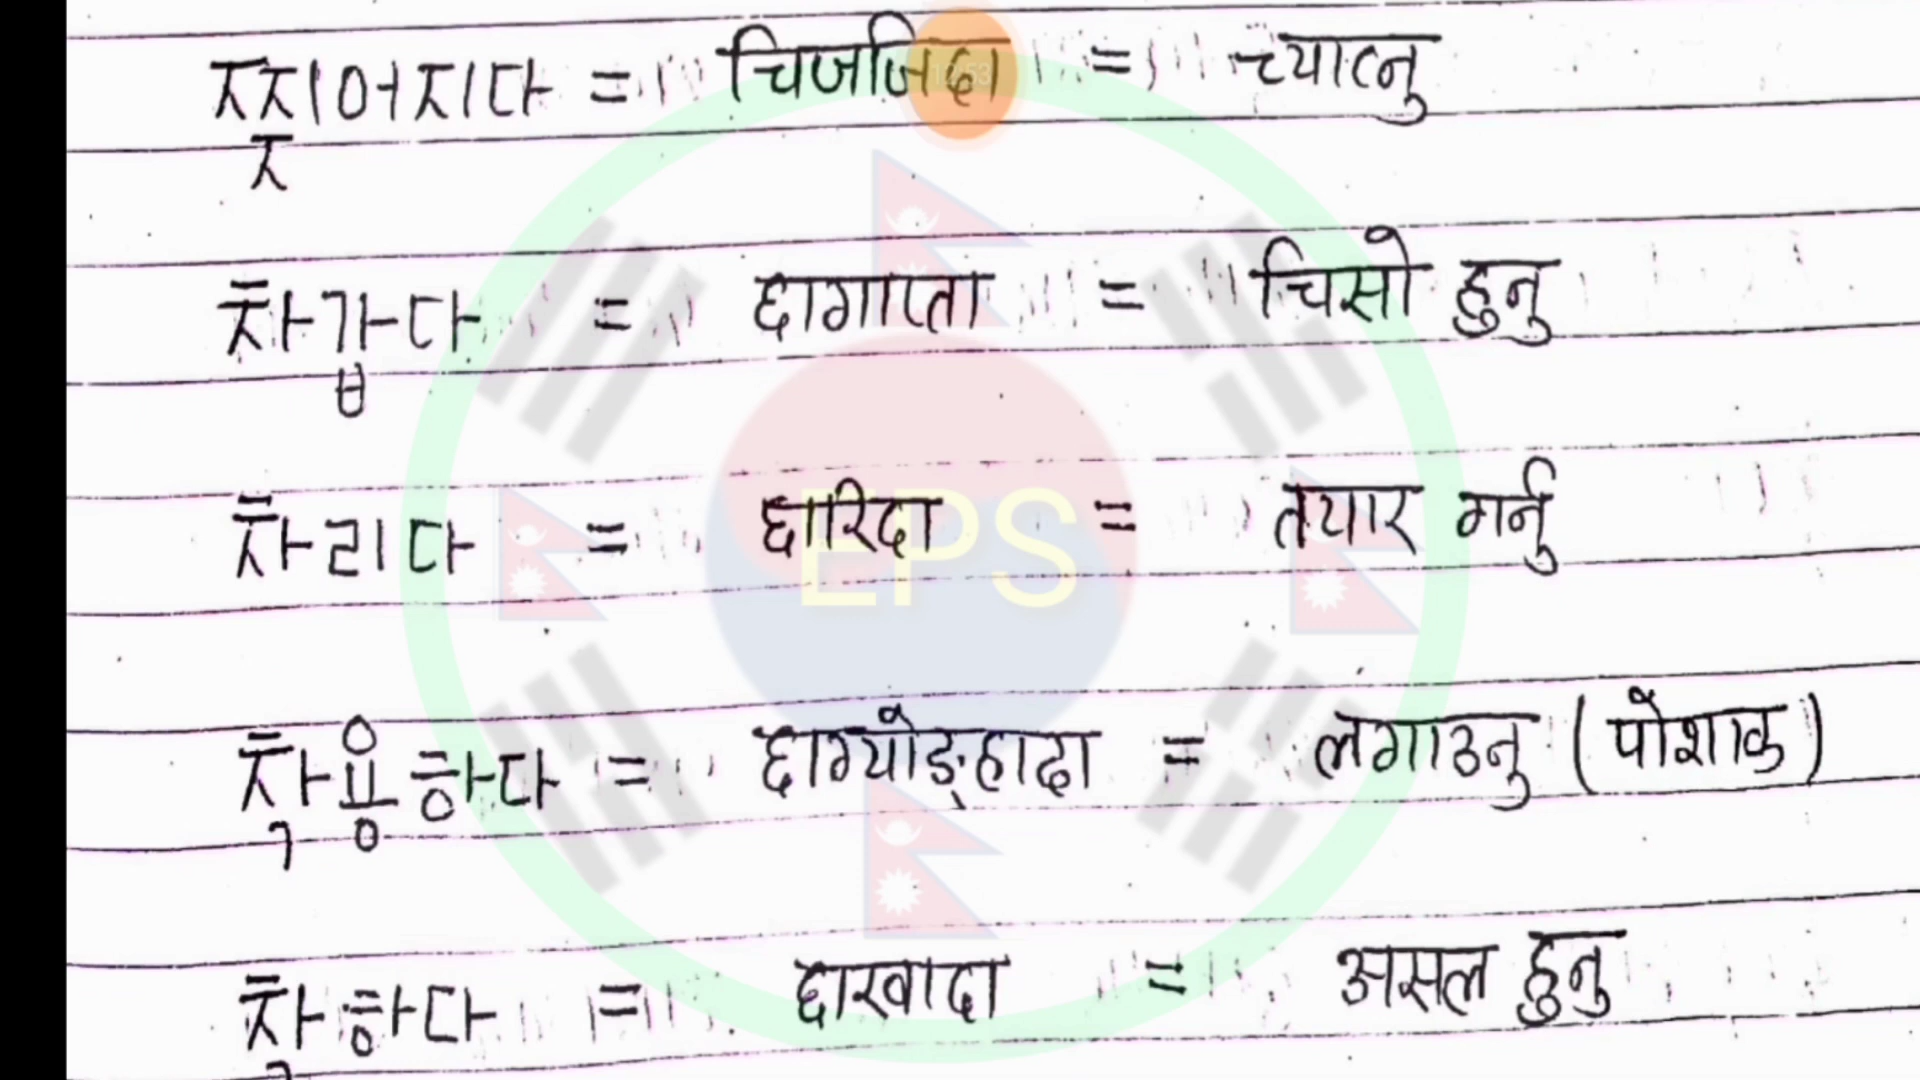 찢어지다 = चिजजिदा = च्यात्नु
차갑다 = छागाप्ता = चिसो हुनु
차리다 = छारिदा = तयार गर्नु
EPS
착용하다 = छाग्योङ्हादा = लगाउनु (पोशाक)
착하다 = छाखादा = असल हुनु